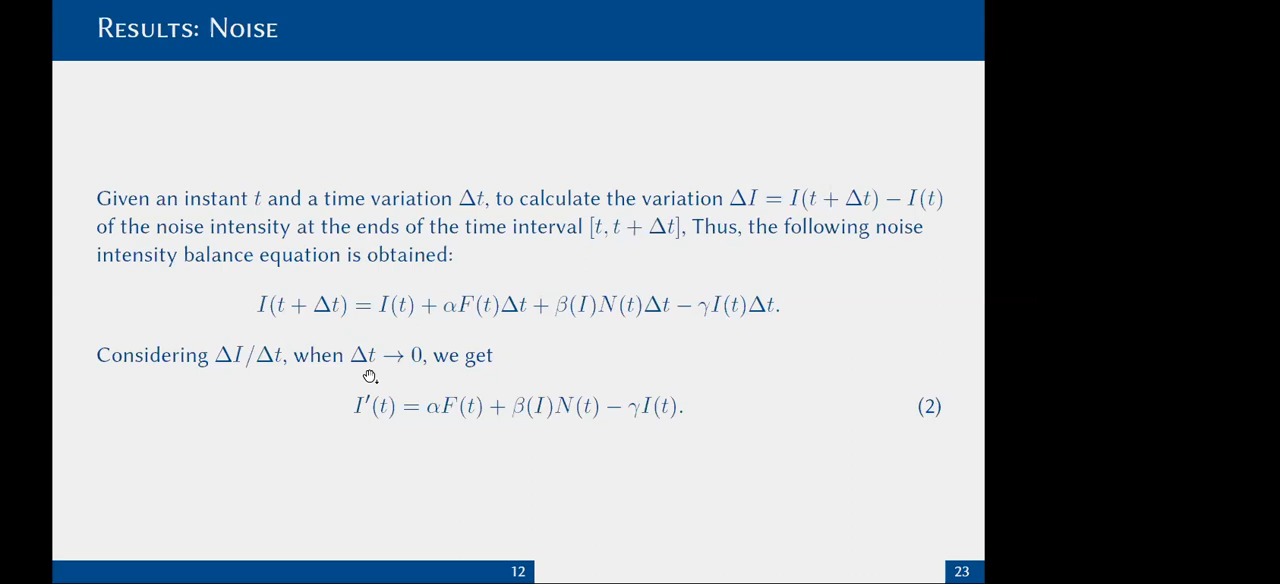 RESULTS: NOISE
Given an instant t and a time variation Δt, to calculate the variation ΔI = I(t + Δt) − I(t)
of the noise intensity at the ends of the time interval [t, t + Δt], Thus, the following noise
intensity balance equation is obtained:
I(t + Δt) = I(t) + αF(t)Δt + β(I)N(t)Δt − γI(t)Δt.
Considering ΔI/Δt, when Δt → 0, we get
I′(t) = αF(t) + β(I)N(t) − γI(t). (2)
12 23